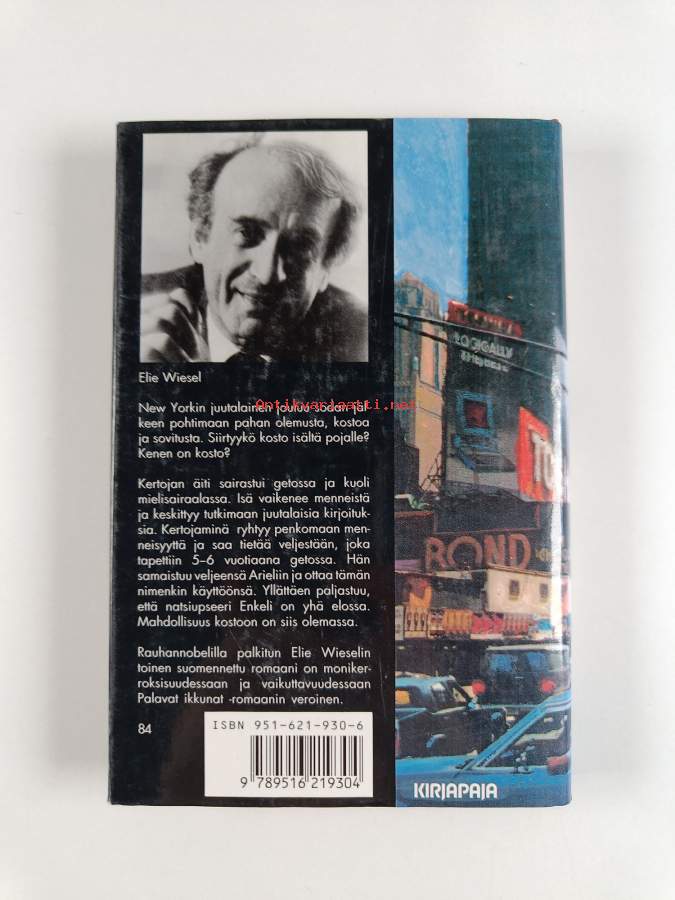 Elie Wiesel
New Yorkin juutalainen joutuu sodan jäl-
keen pohtimaan pahan olemusta, kostoa
ja sovitusta. Siirtyykö kosto isältä pojalle?
Kenen on kosto?
Kertojan äiti sairastui getossa ja kuoli
mielisairaalassa. Isä vaikenee menneistä
ja keskittyy tutkimaan juutalaisia kirjoituk-
sia. Kertojaminä ryhtyy penkomaan men-
neisyyttä ja saa tietää veljestään, joka
tapettiin 5–6 vuotiaana getossa. Hän
samaistuu veljeensä Arieliin ja ottaa tämän
nimenkin käyttöönsä. Yllättäen paljastuu,
että natsiupseeri Enkeli on yhä elossa.
Mahdollisuus kostoon on siis olemassa.
Rauhannobelilla palkitun Elie Wieselin
toinen suomennettu romaani on moniker-
roksisuudessaan ja vaikuttavuudessaan
Palavat ikkunat -romaanin veroinen.
84
ISBN 951-621-930-6
9 789516 219304
LOGICALLY
BOND
KIRJAPAJA
Antikvariaatti.net